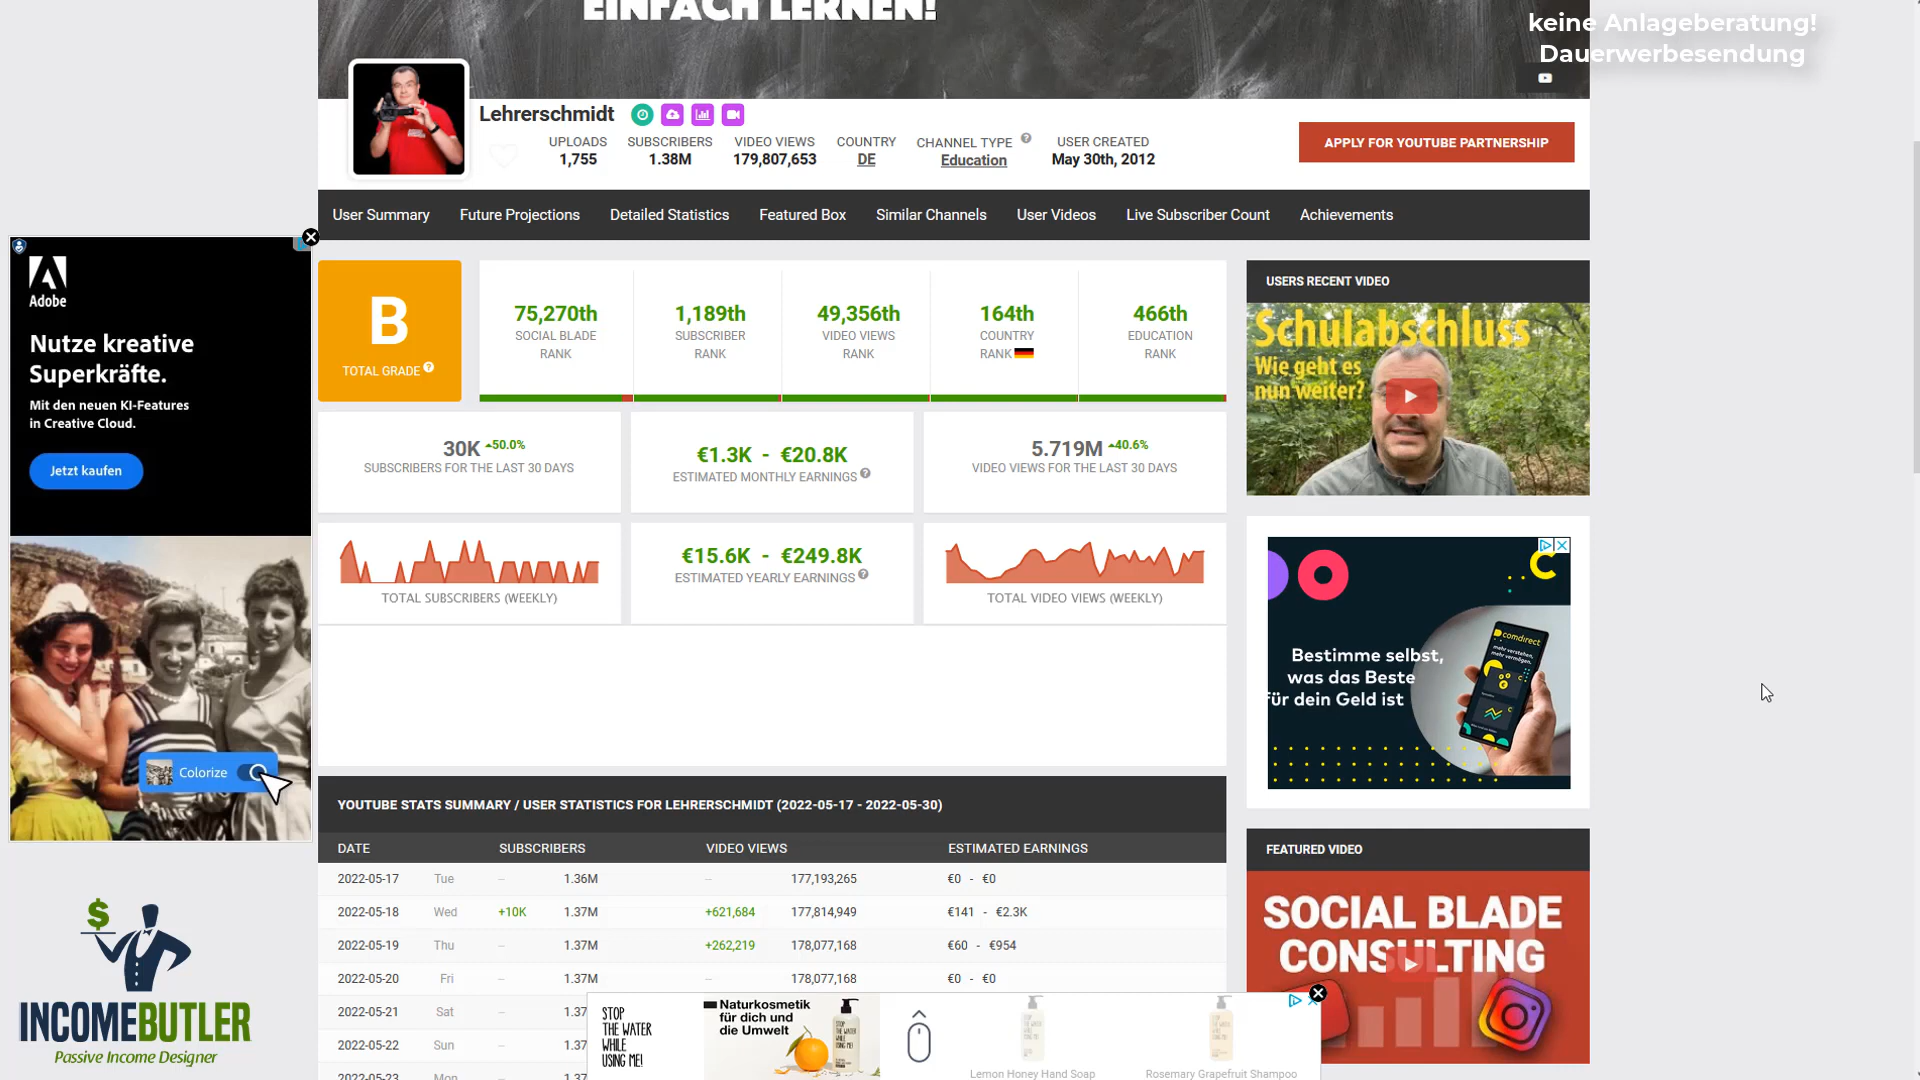 EINFACH LERNEN!
keine Anlageberatung!
Dauerwerbesendung
Lehrerschmidt
UPLOADS
1,755
SUBSCRIBERS
1.38M
VIDEO VIEWS
179,807,653
COUNTRY
DE
CHANNEL TYPE
Education
USER CREATED
May 30th, 2012
APPLY FOR YOUTUBE PARTNERSHIP
User Summary
Future Projections
Detailed Statistics
Featured Box
Similar Channels
User Videos
Live Subscriber Count
Achievements
Adobe
Nutze kreative
Superkräfte.
Mit den neuen KI-Features
in Creative Cloud.
Jetzt kaufen
Colorize
B
TOTAL GRADE
75,270th
SOCIAL BLADE
RANK
1,189th
SUBSCRIBER
RANK
49,356th
VIDEO VIEWS
RANK
164th
COUNTRY
RANK
466th
EDUCATION
RANK
30K 50.0%
SUBSCRIBERS FOR THE LAST 30 DAYS
€1.3K - €20.8K
ESTIMATED MONTHLY EARNINGS
5.719M 40.6%
VIDEO VIEWS FOR THE LAST 30 DAYS
TOTAL SUBSCRIBERS (WEEKLY)
€15.6K - €249.8K
ESTIMATED YEARLY EARNINGS
TOTAL VIDEO VIEWS (WEEKLY)
USERS RECENT VIDEO
Schulabschluss
Wie geht es
nun weiter?
comdirect
mehr verstehen,
mehr vermögen.
Bestimme selbst,
was das Beste
für dein Geld ist
YOUTUBE STATS SUMMARY / USER STATISTICS FOR LEHRERSCHMIDT (2022-05-17 - 2022-05-30)
DATE SUBSCRIBERS VIDEO VIEWS ESTIMATED EARNINGS
2022-05-17 Tue -- 1.36M -- 177,193,265 €0 - €0
2022-05-18 Wed +10K 1.37M +621,684 177,814,949 €141 - €2.3K
2022-05-19 Thu -- 1.37M +262,219 178,077,168 €60 - €954
2022-05-20 Fri -- 1.37M -- 178,077,168 €0 - €0
2022-05-21 Sat -- 1.37
2022-05-22 Sun -- 1.37
2022-05-23 Mon -- 1.37
FEATURED VIDEO
SOCIAL BLADE
CONSULTING
STOP
THE WATER
WHILE
USING ME!
Naturkosmetik
für dich und
die Umwelt
Lemon Honey Hand Soap
Rosemary Grapefruit Shampoo
$
INCOMEBUTLER
Passive Income Designer